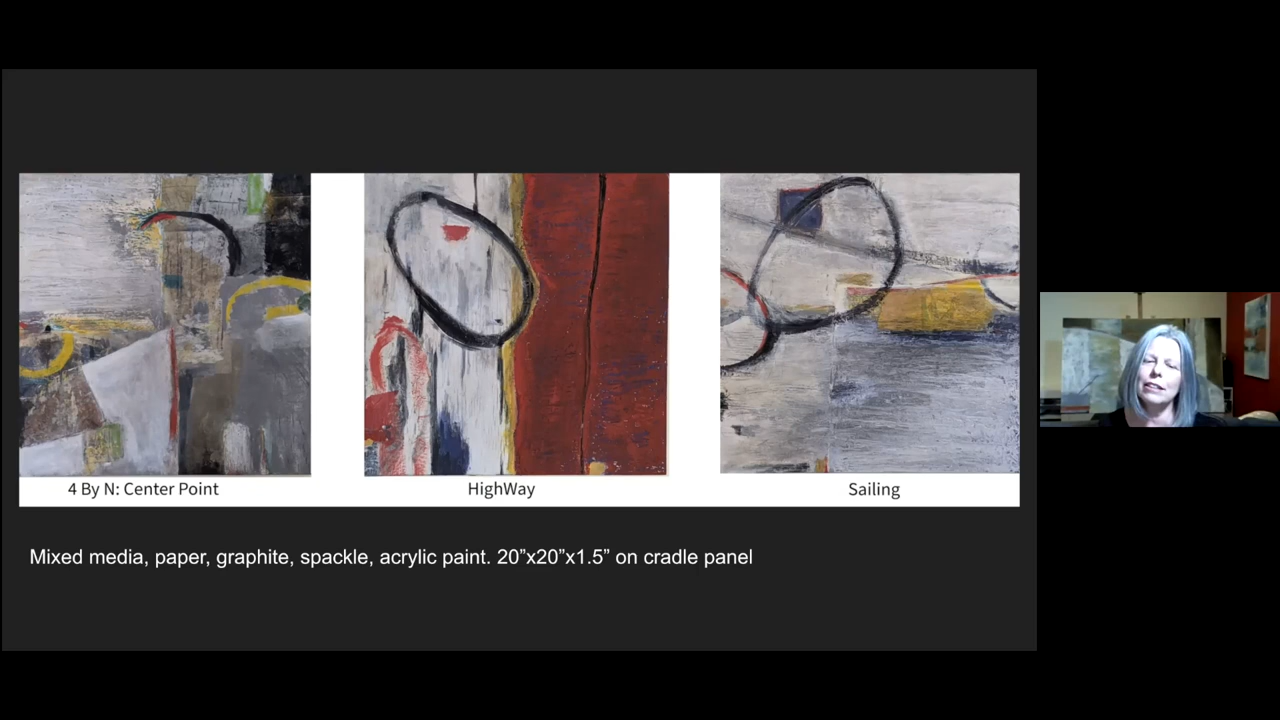 4 By N: Center Point
HighWay
Sailing
Mixed media, paper, graphite, spackle, acrylic paint. 20”x20”x1.5” on cradle panel